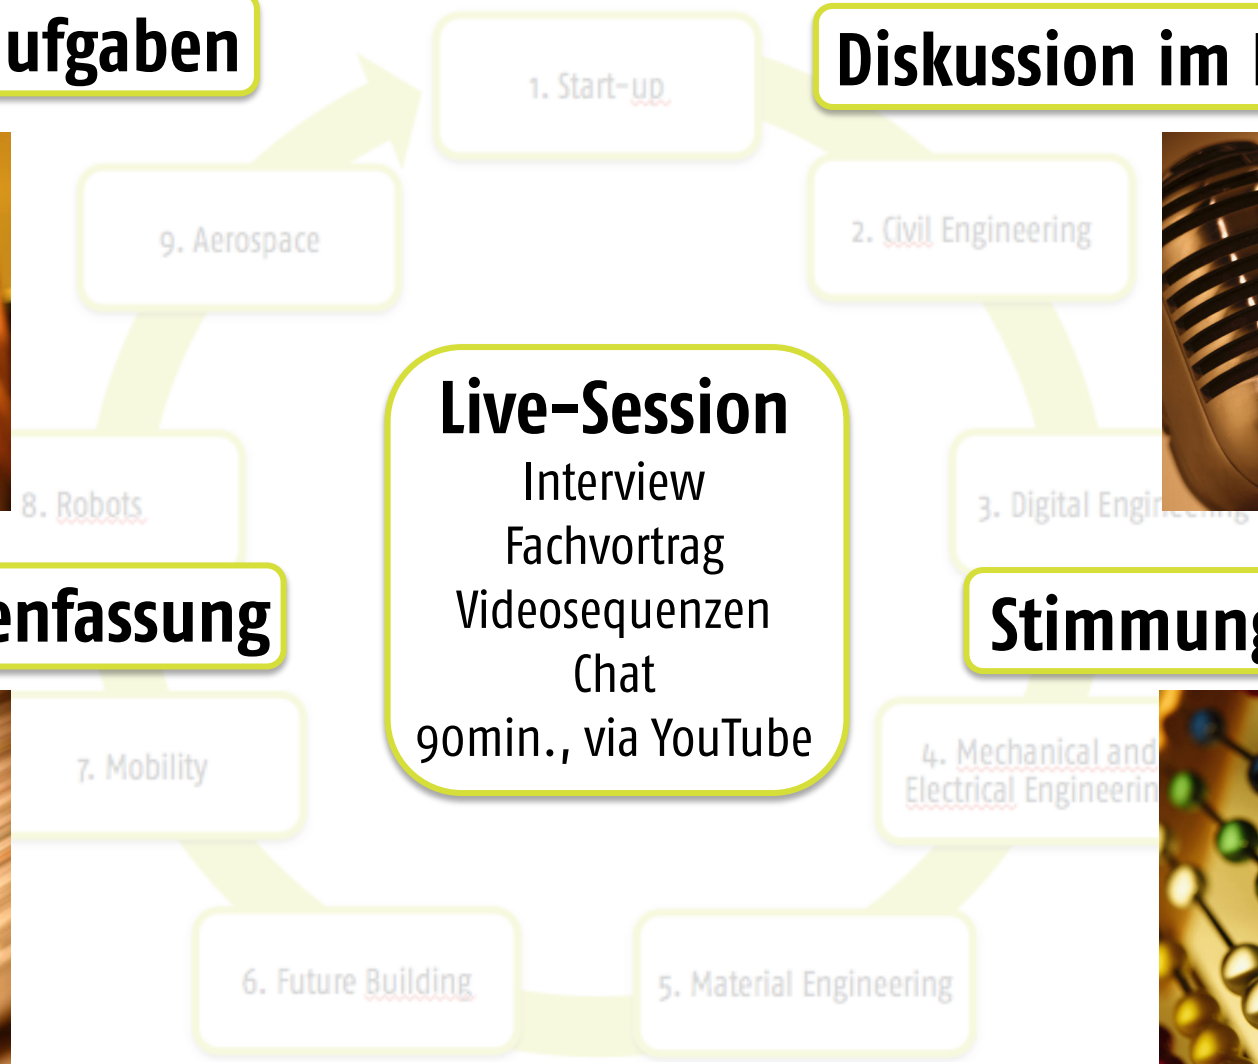 ufgaben
Diskussion im
1. Start-up
9. Aerospace
2. Civil Engineering
Live-Session
Interview
Fachvortrag
Videosequenzen
Chat
90min., via YouTube
8. Robots
3. Digital Engineering
enfassung
Stimmung
7. Mobility
4. Mechanical and
Electrical Engineerin
6. Future Building
5. Material Engineering